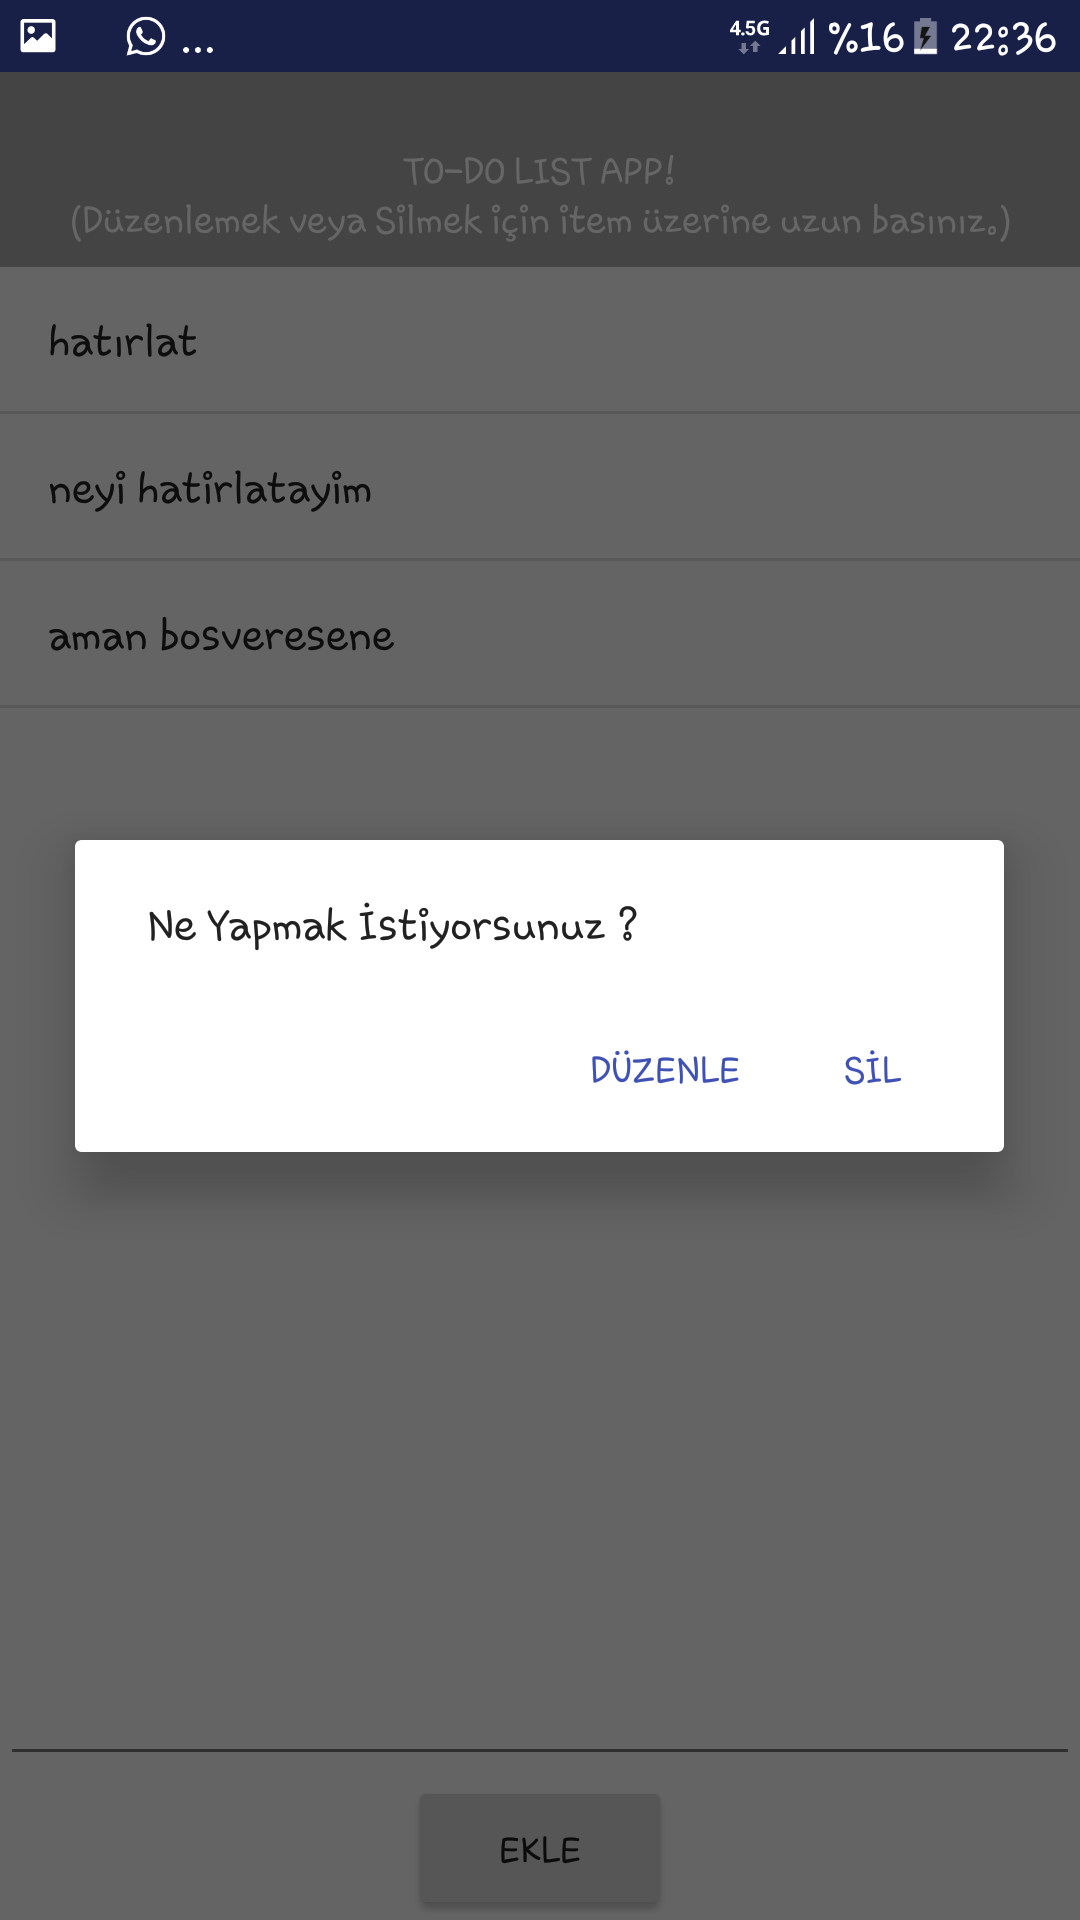 ... 4.5G %16 22:36
TO-DO LIST APP!
(Düzenlemek veya Silmek için item üzerine uzun basınız.)
hatırlat
neyi hatirlatayim
aman bosveresene
Ne Yapmak İstiyorsunuz ?
DÜZENLE SİL
EKLE